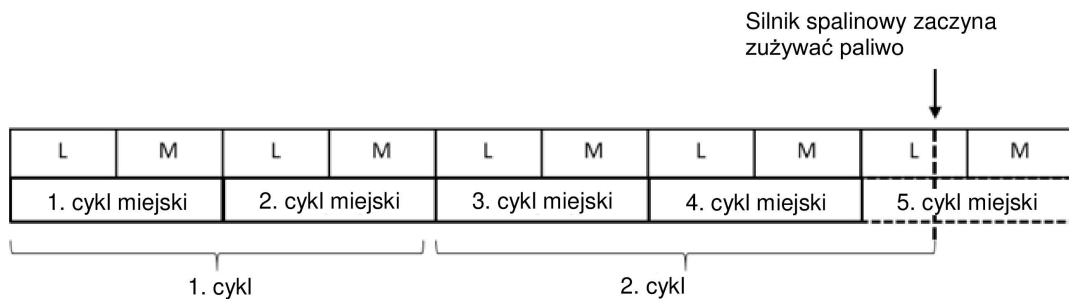 Silnik spalinowy zaczyna
zużywać paliwo
L M L M L M L M L M
1. cykl miejski 2. cykl miejski 3. cykl miejski 4. cykl miejski 5. cykl miejski
1. cykl 2. cykl